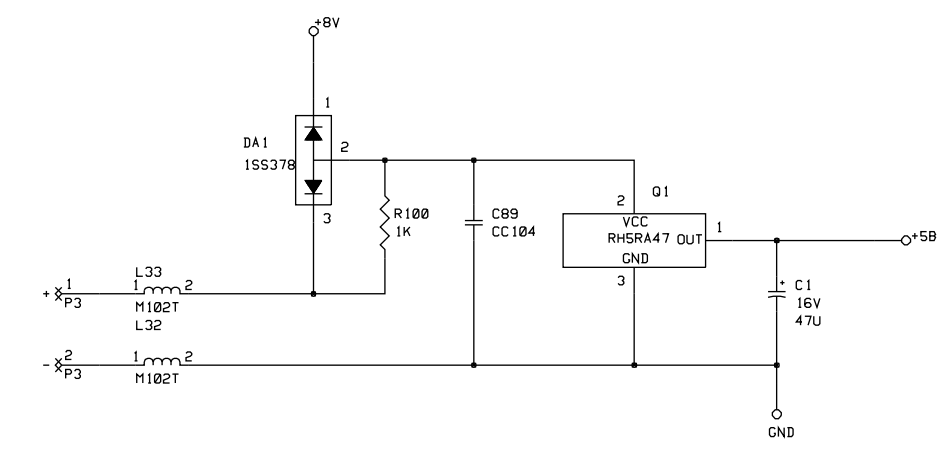 +8V
1
DA1
2
1SS378
3
R100
1K
C89
CC104
Q1
2
VCC
RH5RA47 OUT
GND
3
1
+5B
L33
+ 1 1 2
P3
M102T
L32
- 2 1 2
P3
M102T
+ C1
16V
47U
GND